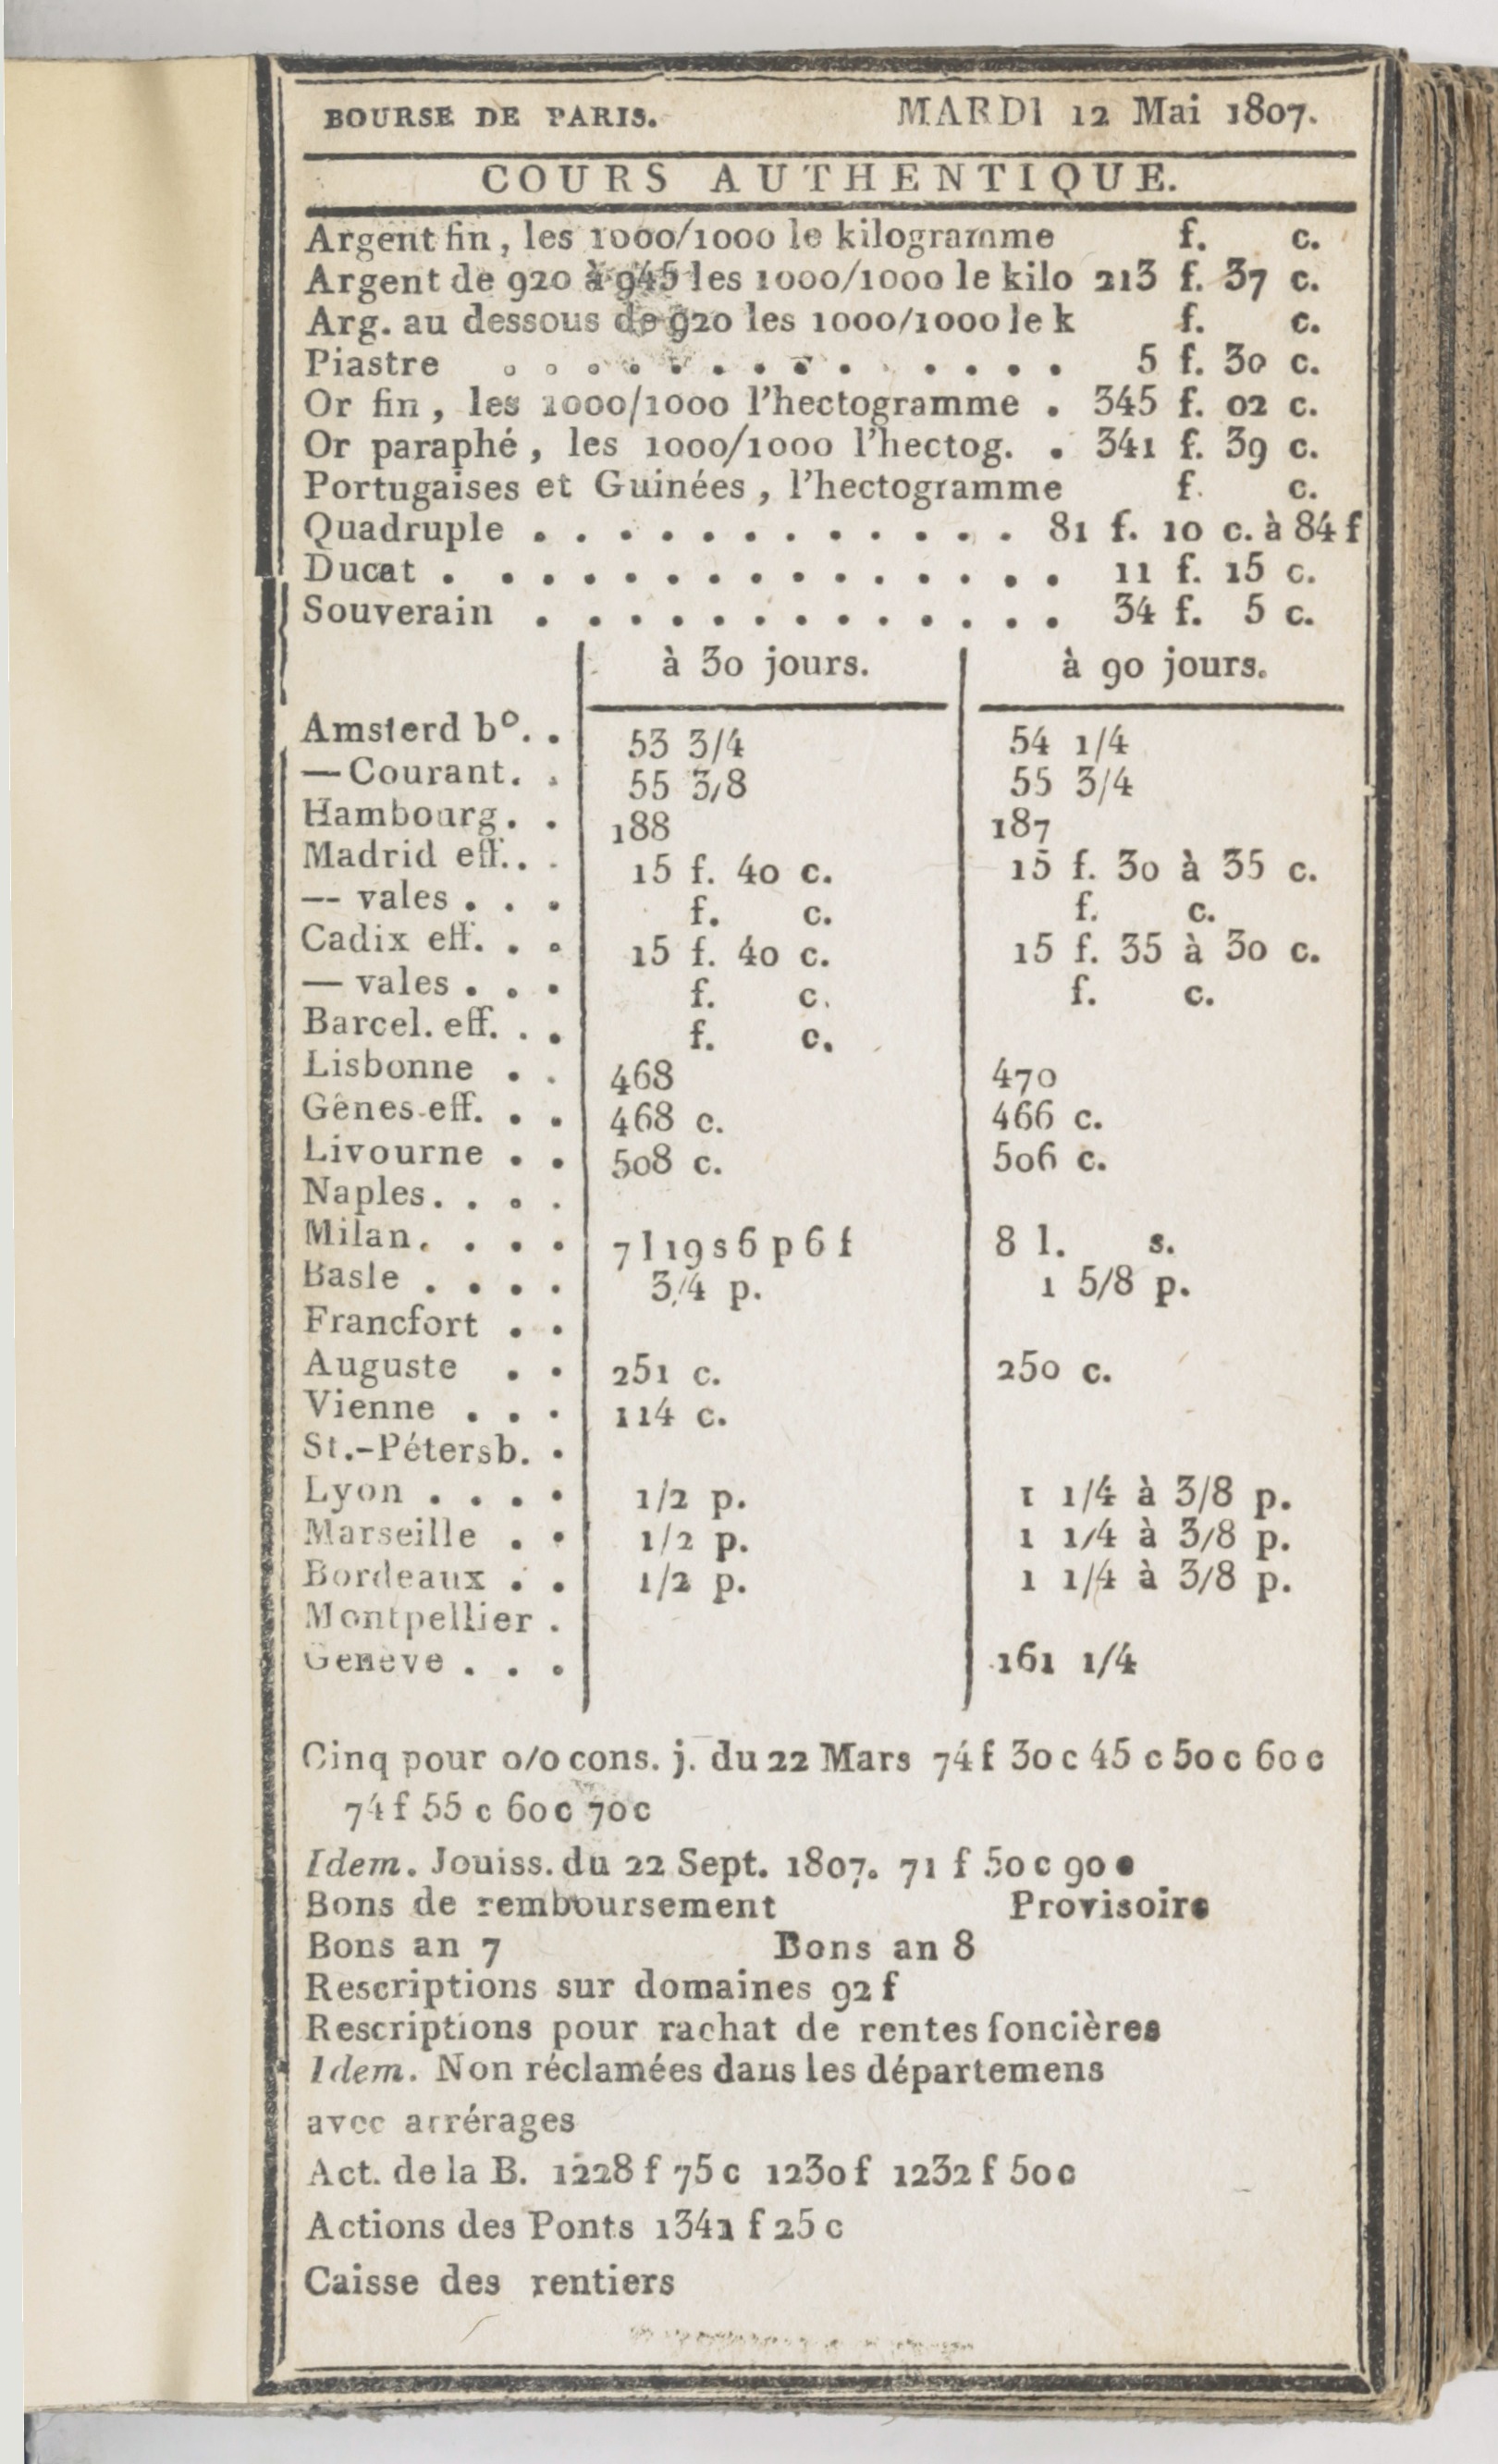 BOURSE DE PARIS. MARDI 12 Mai 1807.
COURS AUTHENTIQUE.
Argent fin, les 1000/1000 le kilogramme f. c.
Argent de 920 à 945 les 1000/1000 le kilo 213 f. 37 c.
Arg. au dessous de 920 les 1000/1000 le k f. c.
Piastre . . . . . . . . . . . . . . 5 f. 30 c.
Or fin, les 1000/1000 l'hectogramme . 345 f. 02 c.
Or paraphé, les 1000/1000 l'hectog. . 341 f. 39 c.
Portugaises et Guinées, l'hectogramme f. c.
Quadruple . . . . . . . . . . . . 81 f. 10 c. à 84 f
Ducat . . . . . . . . . . . . . . . 11 f. 15 c.
Souverain . . . . . . . . . . . . . 34 f. 5 c.
à 30 jours. à 90 jours.
Amsterd bº. . 53 3/4 54 1/4
—Courant. . 55 3/8 55 3/4
Hambourg. . 188 187
Madrid eff.. . 15 f. 40 c. 15 f. 30 à 35 c.
— vales . . . f. c. f. c.
Cadix eff. . . 15 f. 40 c. 15 f. 35 à 30 c.
— vales . . . f. c. f. c.
Barcel. eff. . . f. c.
Lisbonne . . 468 470
Gênes-eff. . . 468 c. 466 c.
Livourne . . 508 c. 506 c.
Naples. . . .
Milan. . . . 7 l 19 s 6 p 6 f 8 l. s.
Basle . . . . 3/4 p. 1 5/8 p.
Francfort . .
Auguste . . 251 c. 250 c.
Vienne . . . 114 c.
St.-Pétersb. .
Lyon . . . . 1/2 p. 1 1/4 à 3/8 p.
Marseille . . 1/2 p. 1 1/4 à 3/8 p.
Bordeaux . . 1/2 p. 1 1/4 à 3/8 p.
Montpellier .
Genève . . . 161 1/4
Cinq pour 0/0 cons. j. du 22 Mars 74 f 30 c 45 c 50 c 60 c
74 f 55 c 60 c 70 c
Idem. Jouiss. du 22 Sept. 1807. 71 f 50 c 90 c
Bons de remboursement Provisoire
Bons an 7 Bons an 8
Rescriptions sur domaines 92 f
Rescriptions pour rachat de rentes foncières
Idem. Non réclamées dans les départemens
avec arrérages
Act. de la B. 1228 f 75 c 1230 f 1232 f 50 c
Actions des Ponts 1341 f 25 c
Caisse des rentiers